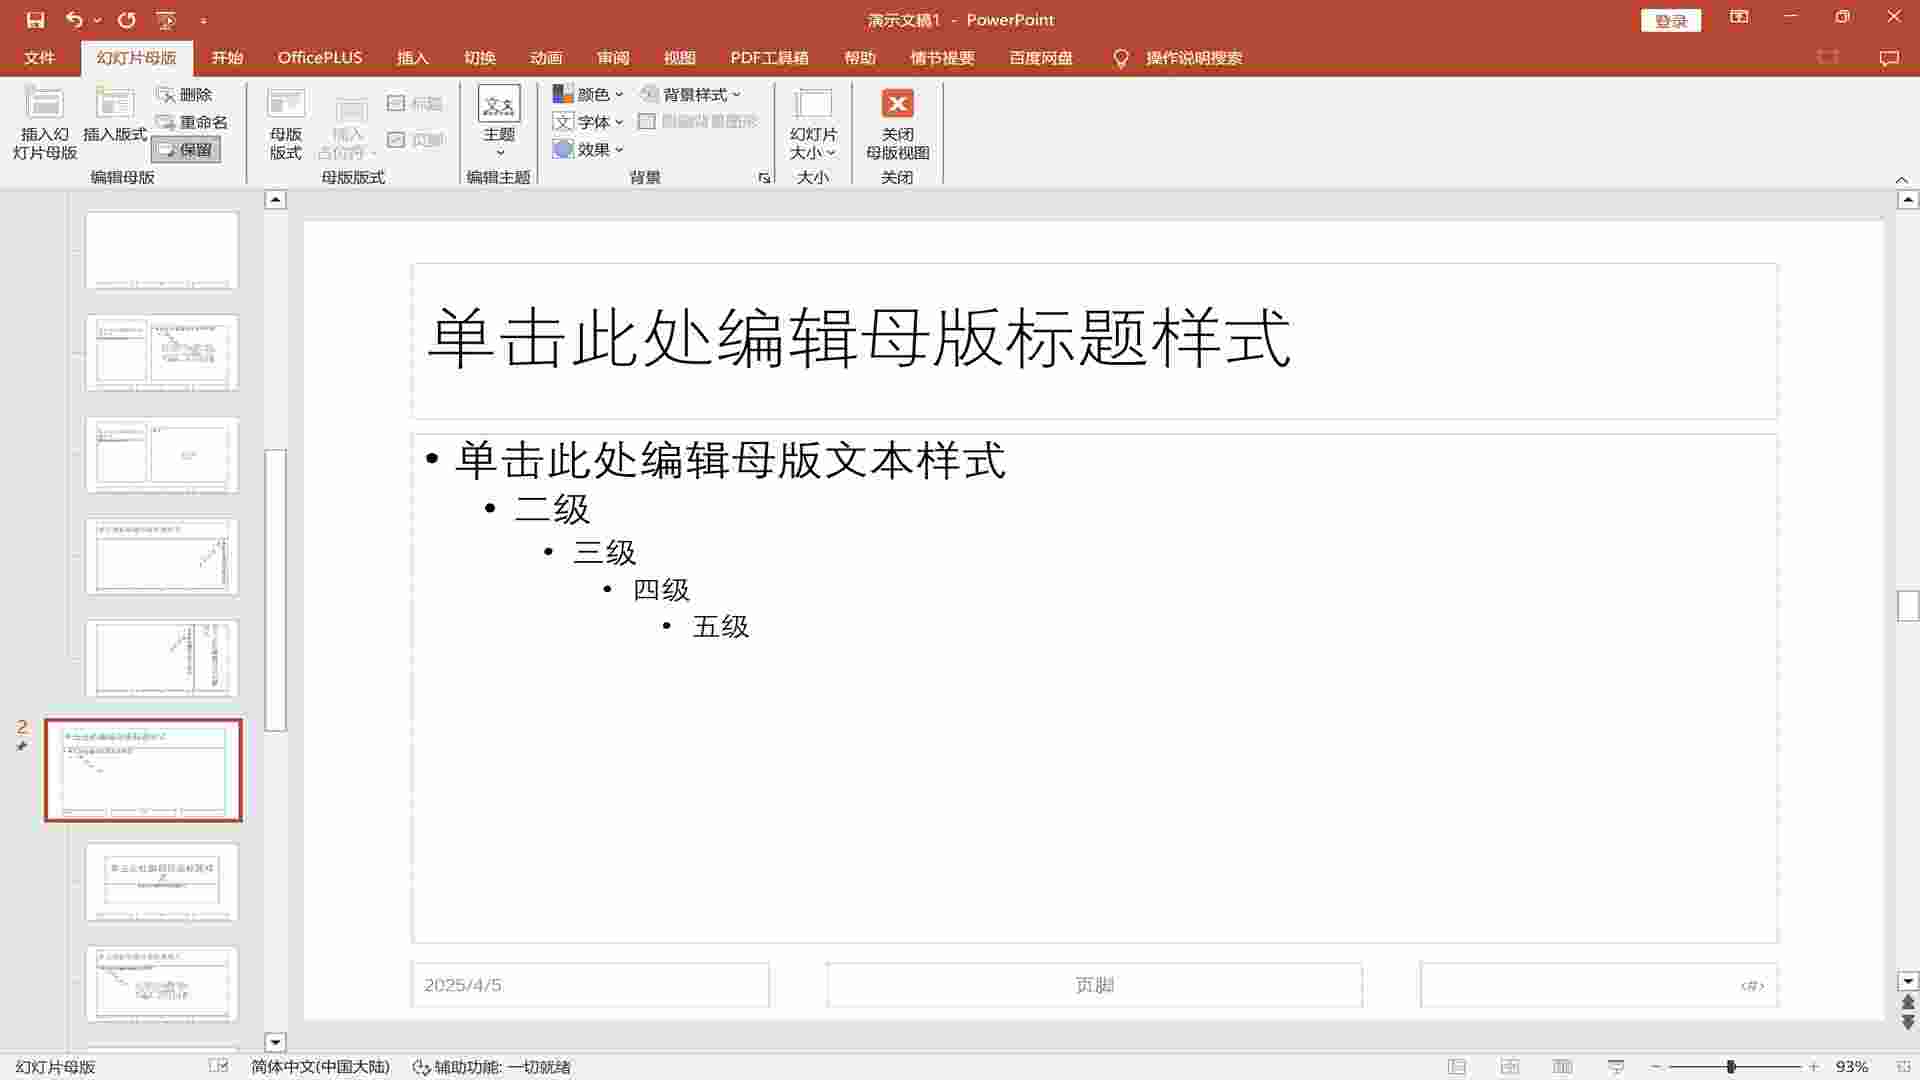 演示文稿1 - PowerPoint
登录
文件
幻灯片母版
开始
OfficePLUS
插入
切换
动画
审阅
视图
PDF工具箱
帮助
情节提要
百度网盘
操作说明搜索
插入幻
灯片母版
插入版式
删除
重命名
保留
编辑母版
母版
版式
插入
占位符
标题
页脚
母版版式
主题
编辑主题
颜色
字体
效果
背景样式
隐藏背景图形
背景
幻灯片
大小
大小
关闭
母版视图
关闭
2
单击此处编辑母版标题样式
• 单击此处编辑母版文本样式
• 二级
• 三级
• 四级
• 五级
2025/4/5
页脚
‹#›
幻灯片母版
简体中文(中国大陆)
辅助功能: 一切就绪
93%